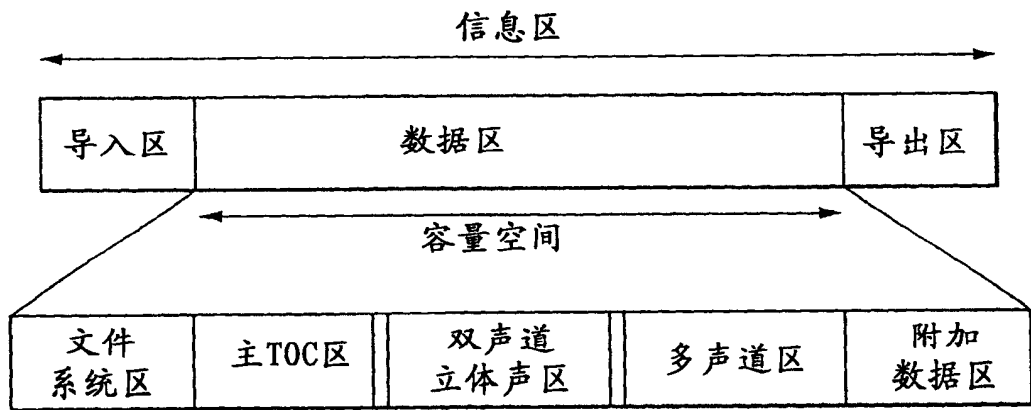 信息区
导入区
数据区
导出区
容量空间
文件
系统区
主TOC区
双声道
立体声区
多声道区
附加
数据区